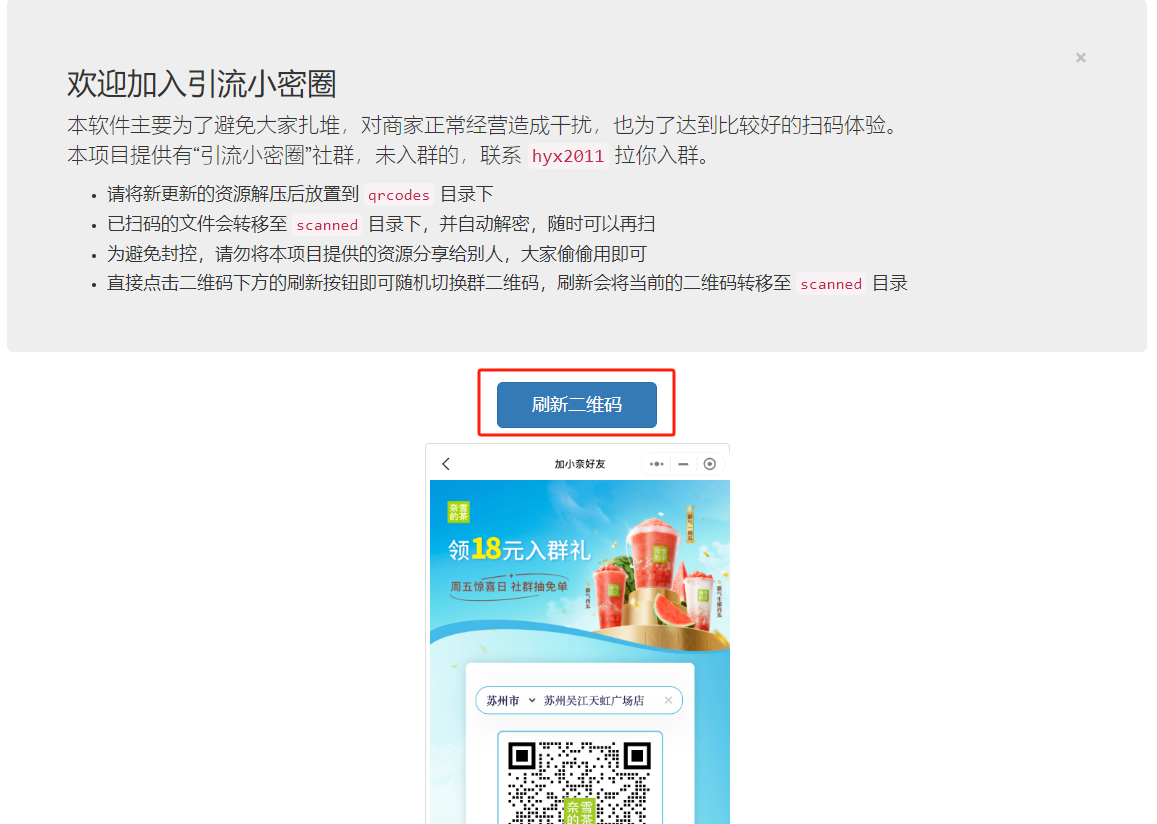 ×
欢迎加入引流小密圈
本软件主要为了避免大家扎堆，对商家正常经营造成干扰，也为了达到比较好的扫码体验。
本项目提供有“引流小密圈”社群，未入群的，联系 hyx2011 拉你入群。
• 请将新更新的资源解压后放置到 qrcodes 目录下
• 已扫码的文件会转移至 scanned 目录下，并自动解密，随时可以再扫
• 为避免封控，请勿将本项目提供的资源分享给别人，大家偷偷用即可
• 直接点击二维码下方的刷新按钮即可随机切换群二维码，刷新会将当前的二维码转移至 scanned 目录
刷新二维码
加小奈好友
奈雪
的茶
领18元入群礼
周五惊喜日 社群抽免单
苏州市 苏州吴江天虹广场店 ×
奈雪
的茶